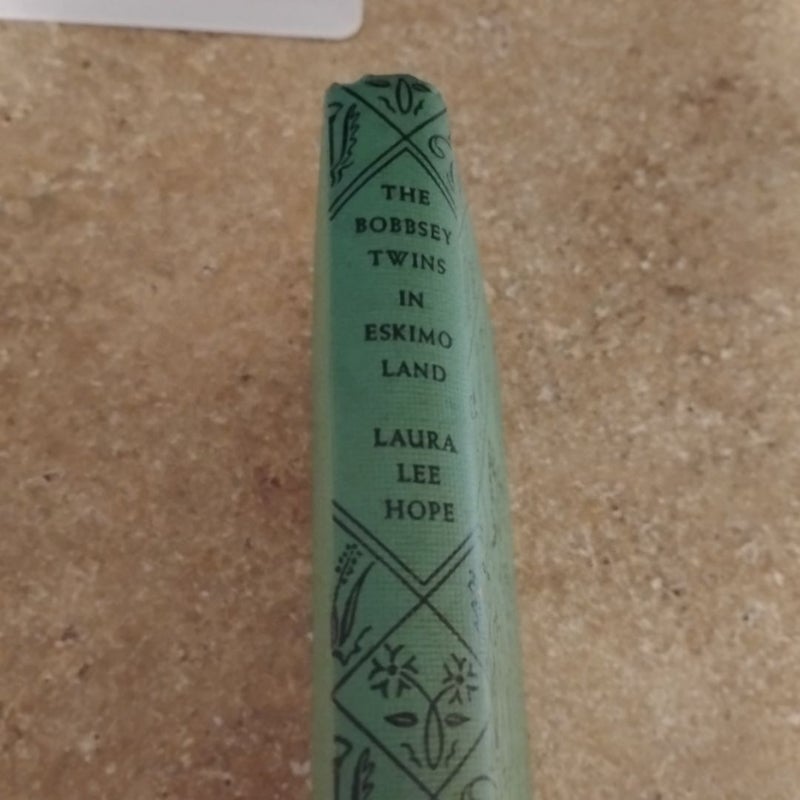 THE
BOBBSEY
TWINS
IN
ESKIMO
LAND
LAURA
LEE
HOPE